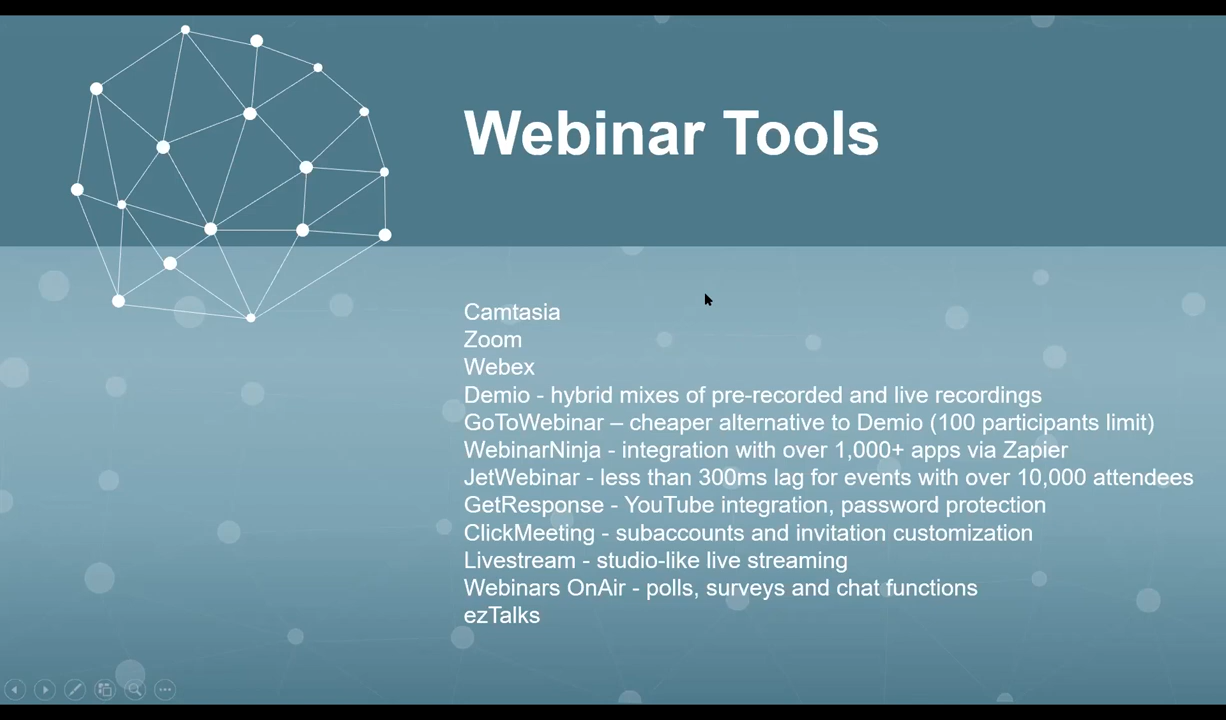 Webinar Tools
Camtasia
Zoom
Webex
Demio - hybrid mixes of pre-recorded and live recordings
GoToWebinar – cheaper alternative to Demio (100 participants limit)
WebinarNinja - integration with over 1,000+ apps via Zapier
JetWebinar - less than 300ms lag for events with over 10,000 attendees
GetResponse - YouTube integration, password protection
ClickMeeting - subaccounts and invitation customization
Livestream - studio-like live streaming
Webinars OnAir - polls, surveys and chat functions
ezTalks